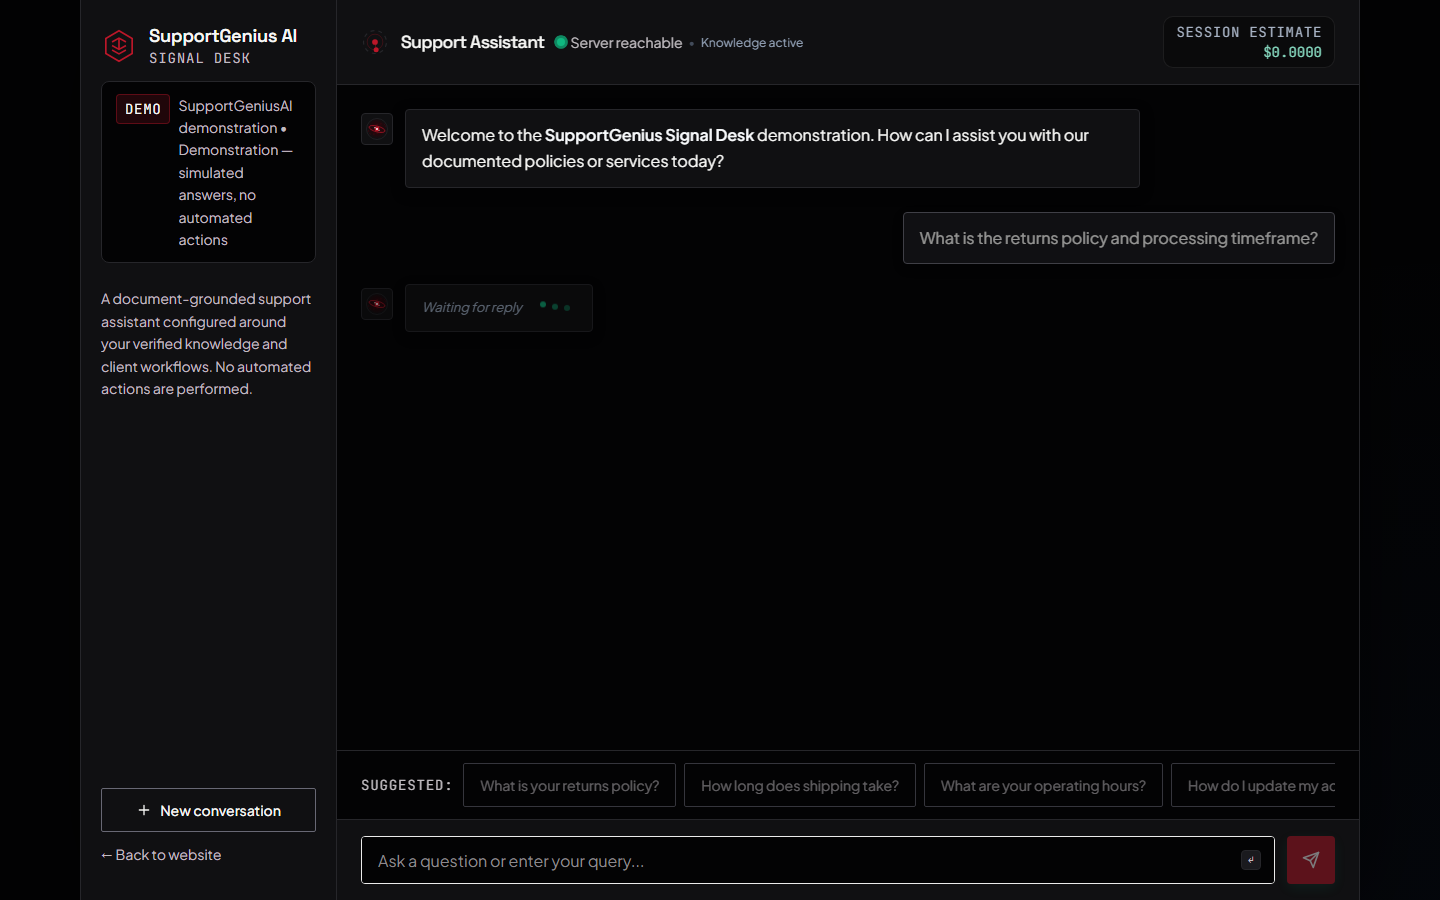 SupportGenius AI
SIGNAL DESK
DEMO
SupportGeniusAI
demonstration •
Demonstration —
simulated
answers, no
automated
actions
A document-grounded support
assistant configured around
your verified knowledge and
client workflows. No automated
actions are performed.
+ New conversation
← Back to website
Support Assistant Server reachable • Knowledge active
SESSION ESTIMATE
$0.0000
Welcome to the SupportGenius Signal Desk demonstration. How can I assist you with our
documented policies or services today?
What is the returns policy and processing timeframe?
Waiting for reply
SUGGESTED: What is your returns policy? How long does shipping take? What are your operating hours? How do I update my ac
Ask a question or enter your query...